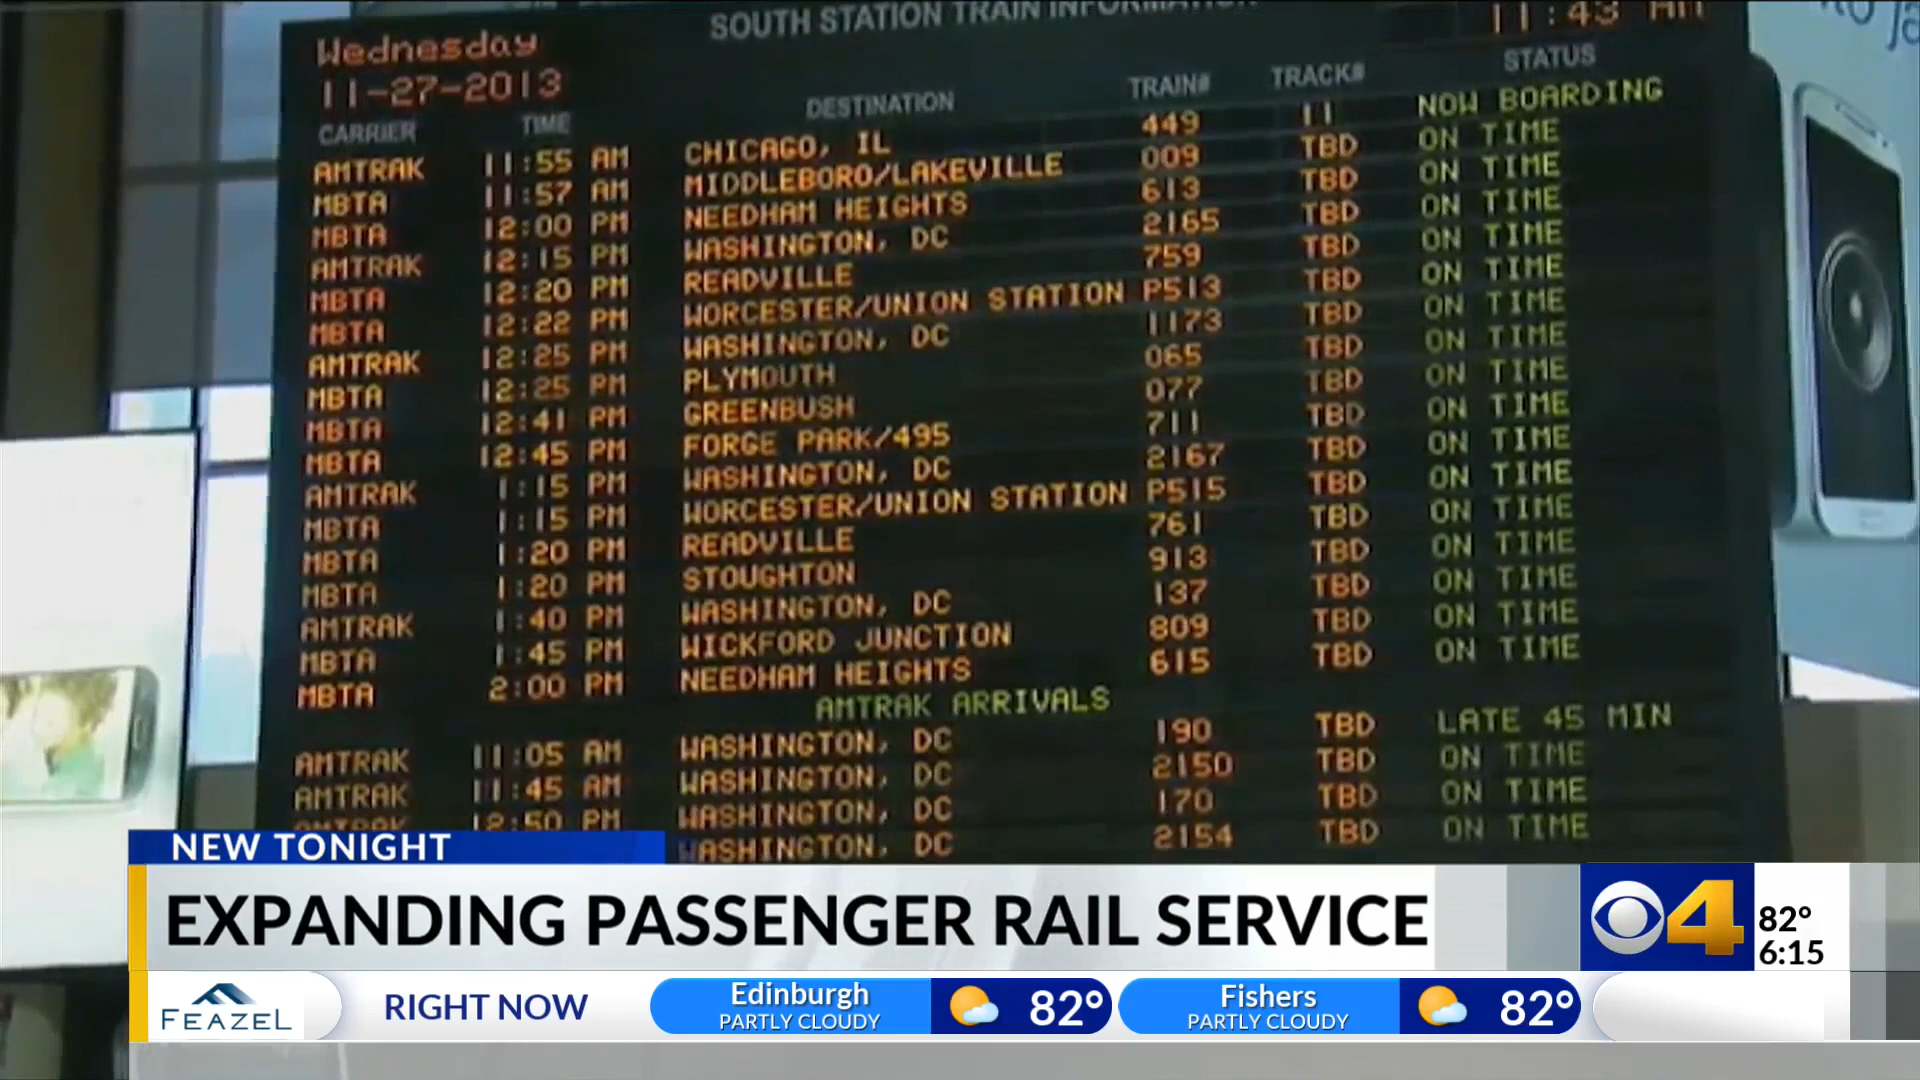 SOUTH STATION TRAIN INFORMATION
Wednesday 11:43 AM
11-27-2013
CARRIER TIME DESTINATION TRAIN# TRACK# STATUS
AMTRAK 11:55 AM CHICAGO, IL 449 11 NOW BOARDING
MBTA 11:57 AM MIDDLEBORO/LAKEVILLE 009 TBD ON TIME
MBTA 12:00 PM NEEDHAM HEIGHTS 613 TBD ON TIME
AMTRAK 12:15 PM WASHINGTON, DC 2165 TBD ON TIME
MBTA 12:20 PM READVILLE 759 TBD ON TIME
MBTA 12:22 PM WORCESTER/UNION STATION P513 TBD ON TIME
AMTRAK 12:25 PM WASHINGTON, DC 1173 TBD ON TIME
MBTA 12:25 PM PLYMOUTH 065 TBD ON TIME
MBTA 12:41 PM GREENBUSH 077 TBD ON TIME
MBTA 12:45 PM FORGE PARK/495 711 TBD ON TIME
AMTRAK 1:15 PM WASHINGTON, DC 2167 TBD ON TIME
MBTA 1:15 PM WORCESTER/UNION STATION P515 TBD ON TIME
MBTA 1:20 PM READVILLE 761 TBD ON TIME
MBTA 1:20 PM STOUGHTON 913 TBD ON TIME
AMTRAK 1:40 PM WASHINGTON, DC 137 TBD ON TIME
MBTA 1:45 PM WICKFORD JUNCTION 809 TBD ON TIME
MBTA 2:00 PM NEEDHAM HEIGHTS 615 TBD ON TIME
AMTRAK ARRIVALS
AMTRAK 11:05 AM WASHINGTON, DC 190 TBD LATE 45 MIN
AMTRAK 11:45 AM WASHINGTON, DC 2150 TBD ON TIME
AMTRAK 12:50 PM WASHINGTON, DC 170 TBD ON TIME
WASHINGTON, DC 2154 TBD ON TIME
NEW TONIGHT
EXPANDING PASSENGER RAIL SERVICE
4
82°
6:15
FEAZEL
RIGHT NOW
Edinburgh
PARTLY CLOUDY
82°
Fishers
PARTLY CLOUDY
82°